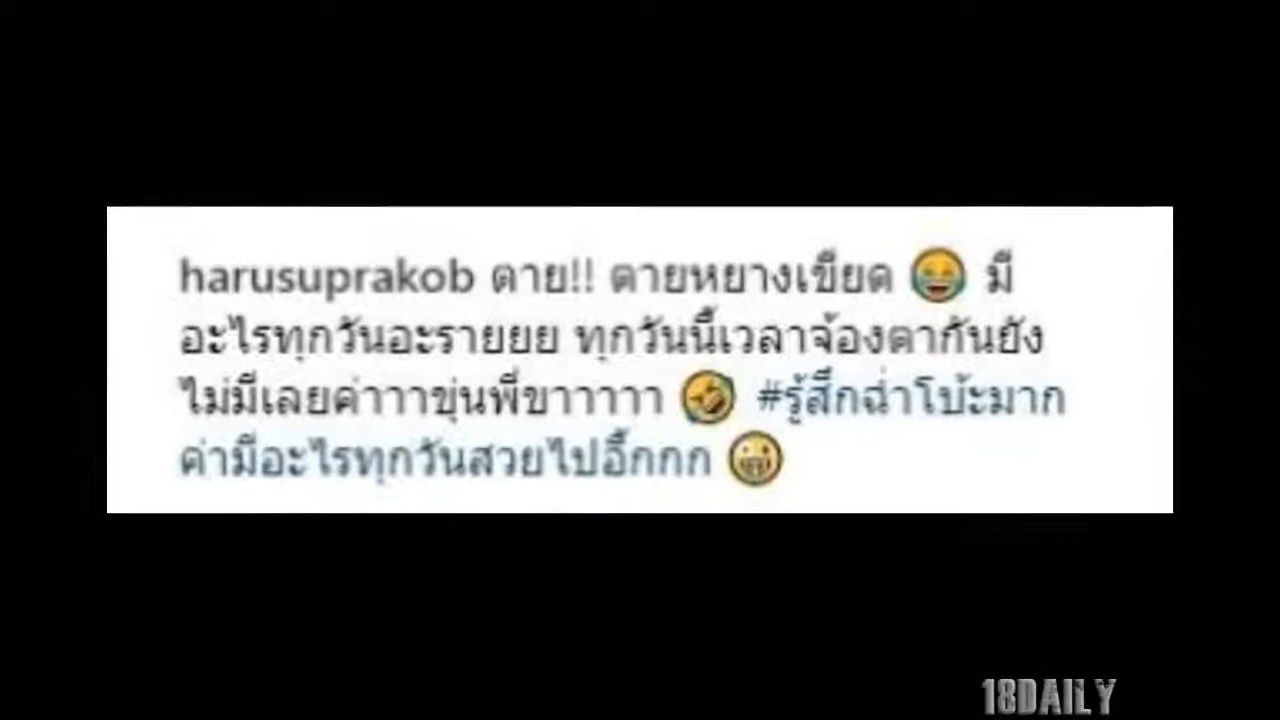 harusuprakob ตาย!! ตายหยางเขียด 😂 มี
อะไรทุกวันอะรายยยย ทุกวันนี้เวลาจ้องตากันยัง
ไม่มีเลยค่าาาขุ่นพี่ขาาาาาา 🤣 #รู้สึกฉ่ำโบ้ะมาก
ค่ามีอะไรทุกวันสวยไปอี้กกก 😀
18DAILY